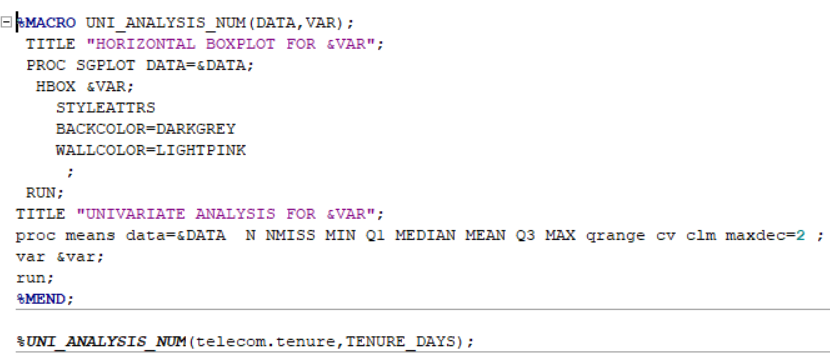 %MACRO UNI_ANALYSIS_NUM(DATA,VAR);
TITLE "HORIZONTAL BOXPLOT FOR &VAR";
PROC SGPLOT DATA=&DATA;
HBOX &VAR;
STYLEATTRS
BACKCOLOR=DARKGREY
WALLCOLOR=LIGHTPINK
;
RUN;
TITLE "UNIVARIATE ANALYSIS FOR &VAR";
proc means data=&DATA  N NMISS MIN Q1 MEDIAN MEAN Q3 MAX qrange cv clm maxdec=2 ;
var &var;
run;
%MEND;
%UNI_ANALYSIS_NUM(telecom.tenure,TENURE_DAYS);